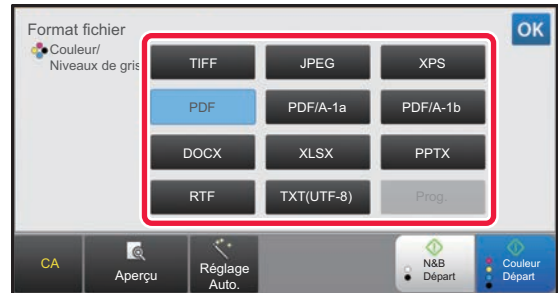 Format fichier
OK
Couleur/
Niveaux de gris
TIFF
JPEG
XPS
PDF
PDF/A-1a
PDF/A-1b
DOCX
XLSX
PPTX
RTF
TXT(UTF-8)
Prog.
CA
Aperçu
Réglage
Auto.
N&B
Départ
Couleur
Départ